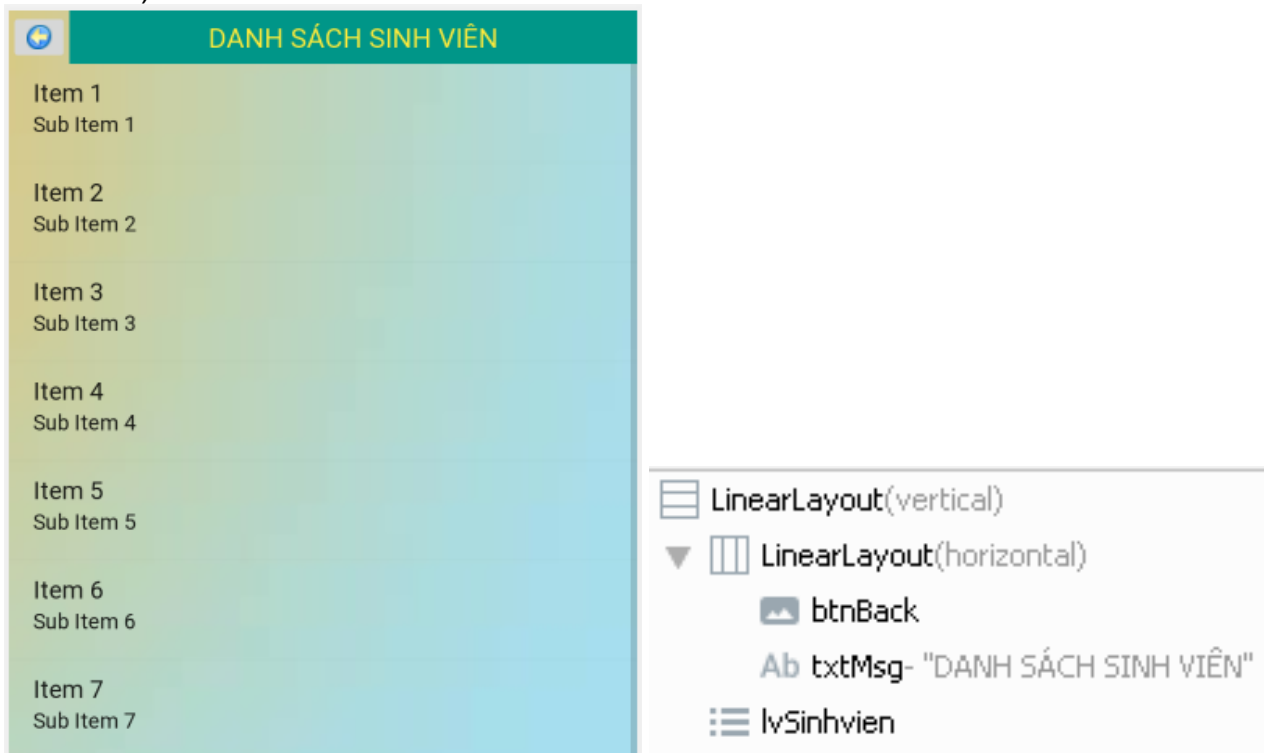 DANH SÁCH SINH VIÊN
Item 1
Sub Item 1
Item 2
Sub Item 2
Item 3
Sub Item 3
Item 4
Sub Item 4
Item 5
Sub Item 5
Item 6
Sub Item 6
Item 7
Sub Item 7
LinearLayout(vertical)
LinearLayout(horizontal)
btnBack
Ab txtMsg- "DANH SÁCH SINH VIÊN"
lvSinhvien